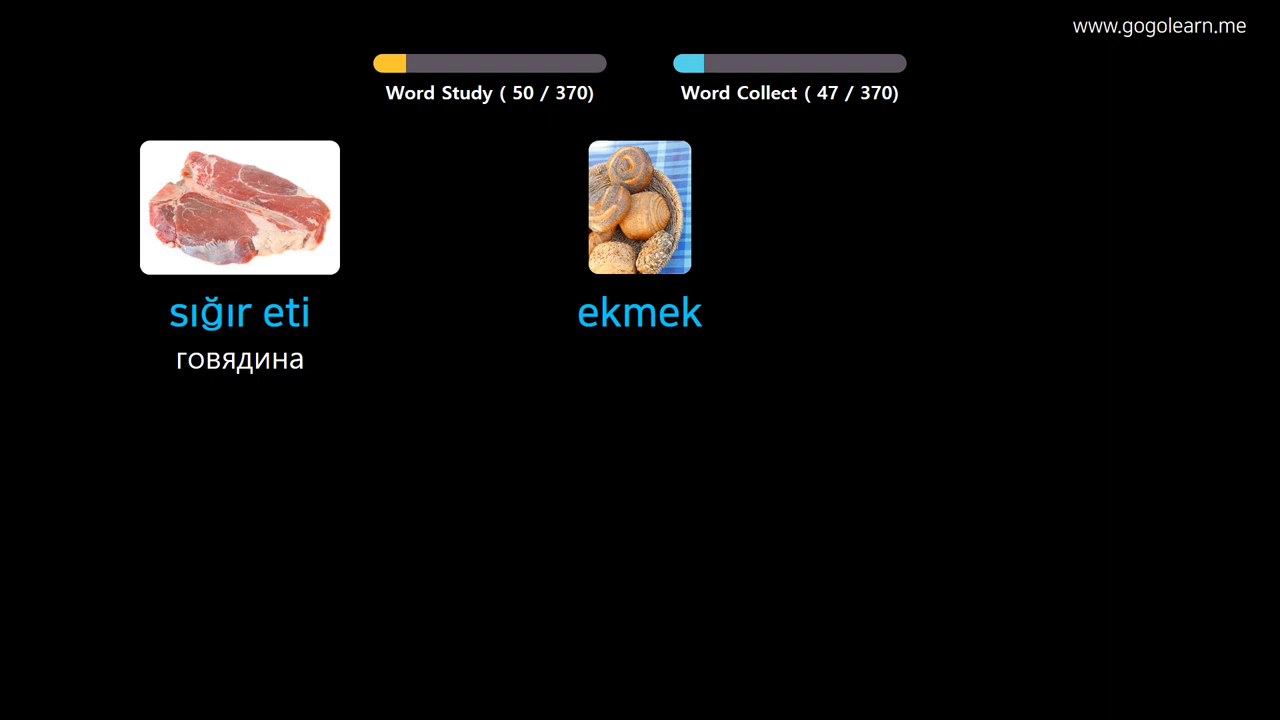 www.gogolearn.me
Word Study ( 50 / 370)
Word Collect ( 47 / 370)
sığır eti
говядина
ekmek